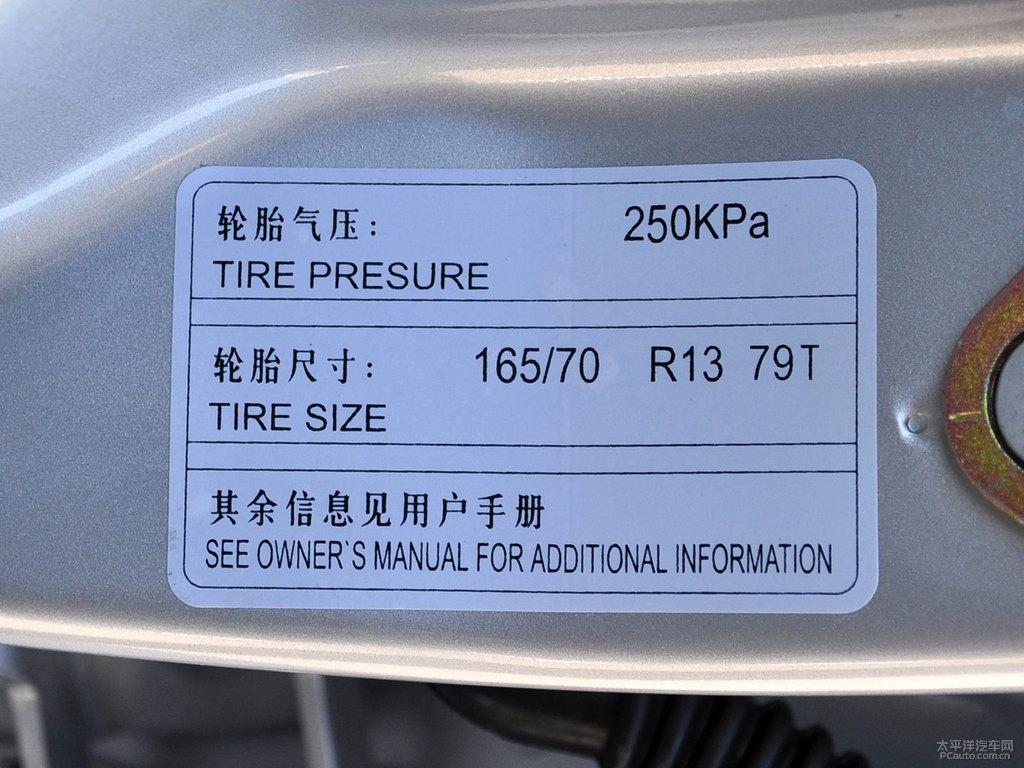 轮胎气压:
250KPa
TIRE PRESURE
轮胎尺寸:
165/70 R13 79T
TIRE SIZE
其余信息见用户手册
SEE OWNER`S MANUAL FOR ADDITIONAL INFORMATION
太平洋汽车网
PCauto.com.cn